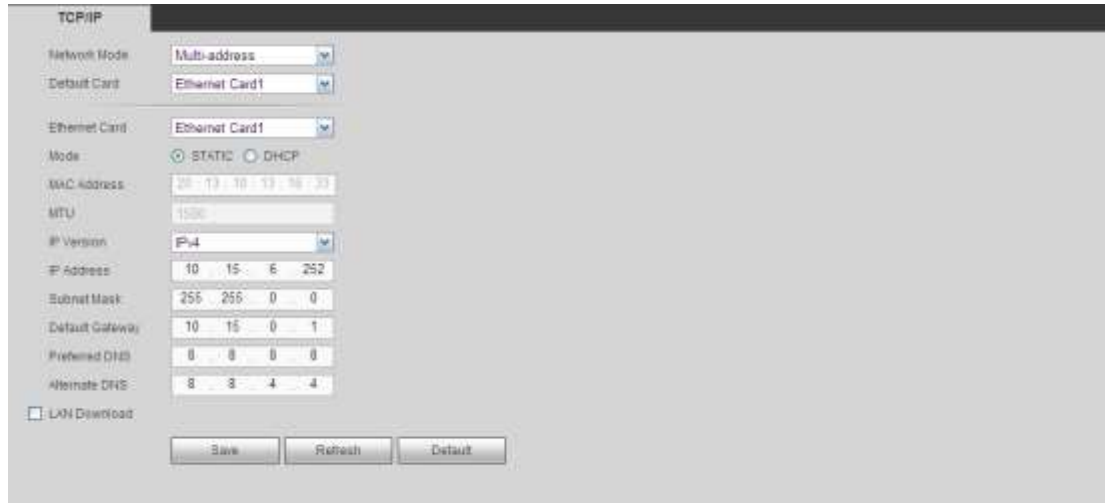 TCP/IP
Network Mode Multi-address
Default Card Ethernet Card1
Ethernet Card Ethernet Card1
Mode STATIC DHCP
MAC Address
MTU 1500
IP Version IPv4
IP Address 10 15 6 252
Subnet Mask 255 255 0 0
Default Gateway 10 15 0 1
Preferred DNS 8 8 8 8
Alternate DNS 8 8 4 4
LAN Download
Save Refresh Default